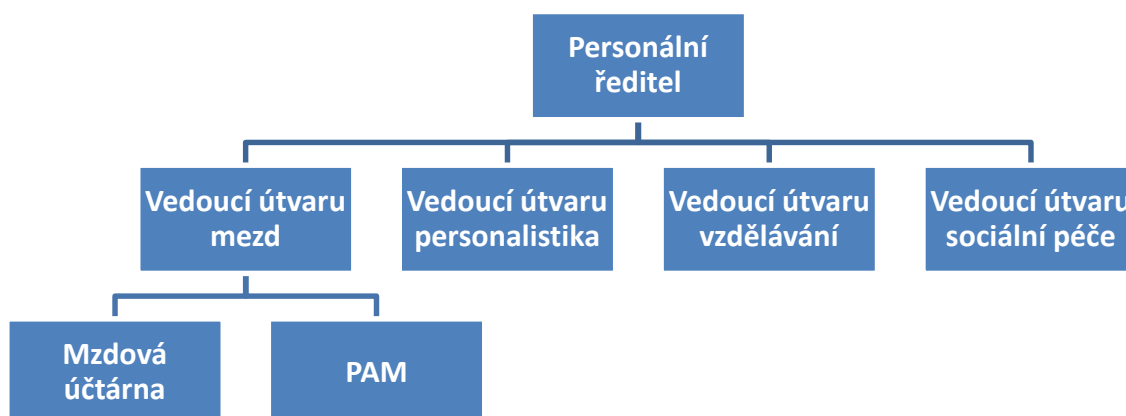 Personální
ředitel
Vedoucí útvaru
mezd
Vedoucí útvaru
personalistika
Vedoucí útvaru
vzdělávání
Vedoucí útvaru
sociální péče
Mzdová
účtárna
PAM